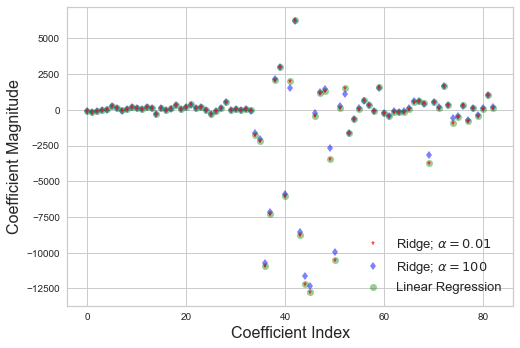 5000
2500
0
−2500
−5000
−7500
−10000
−12500
Coefficient Magnitude
Ridge; α = 0.01
Ridge; α = 100
Linear Regression
0 20 40 60 80
Coefficient Index